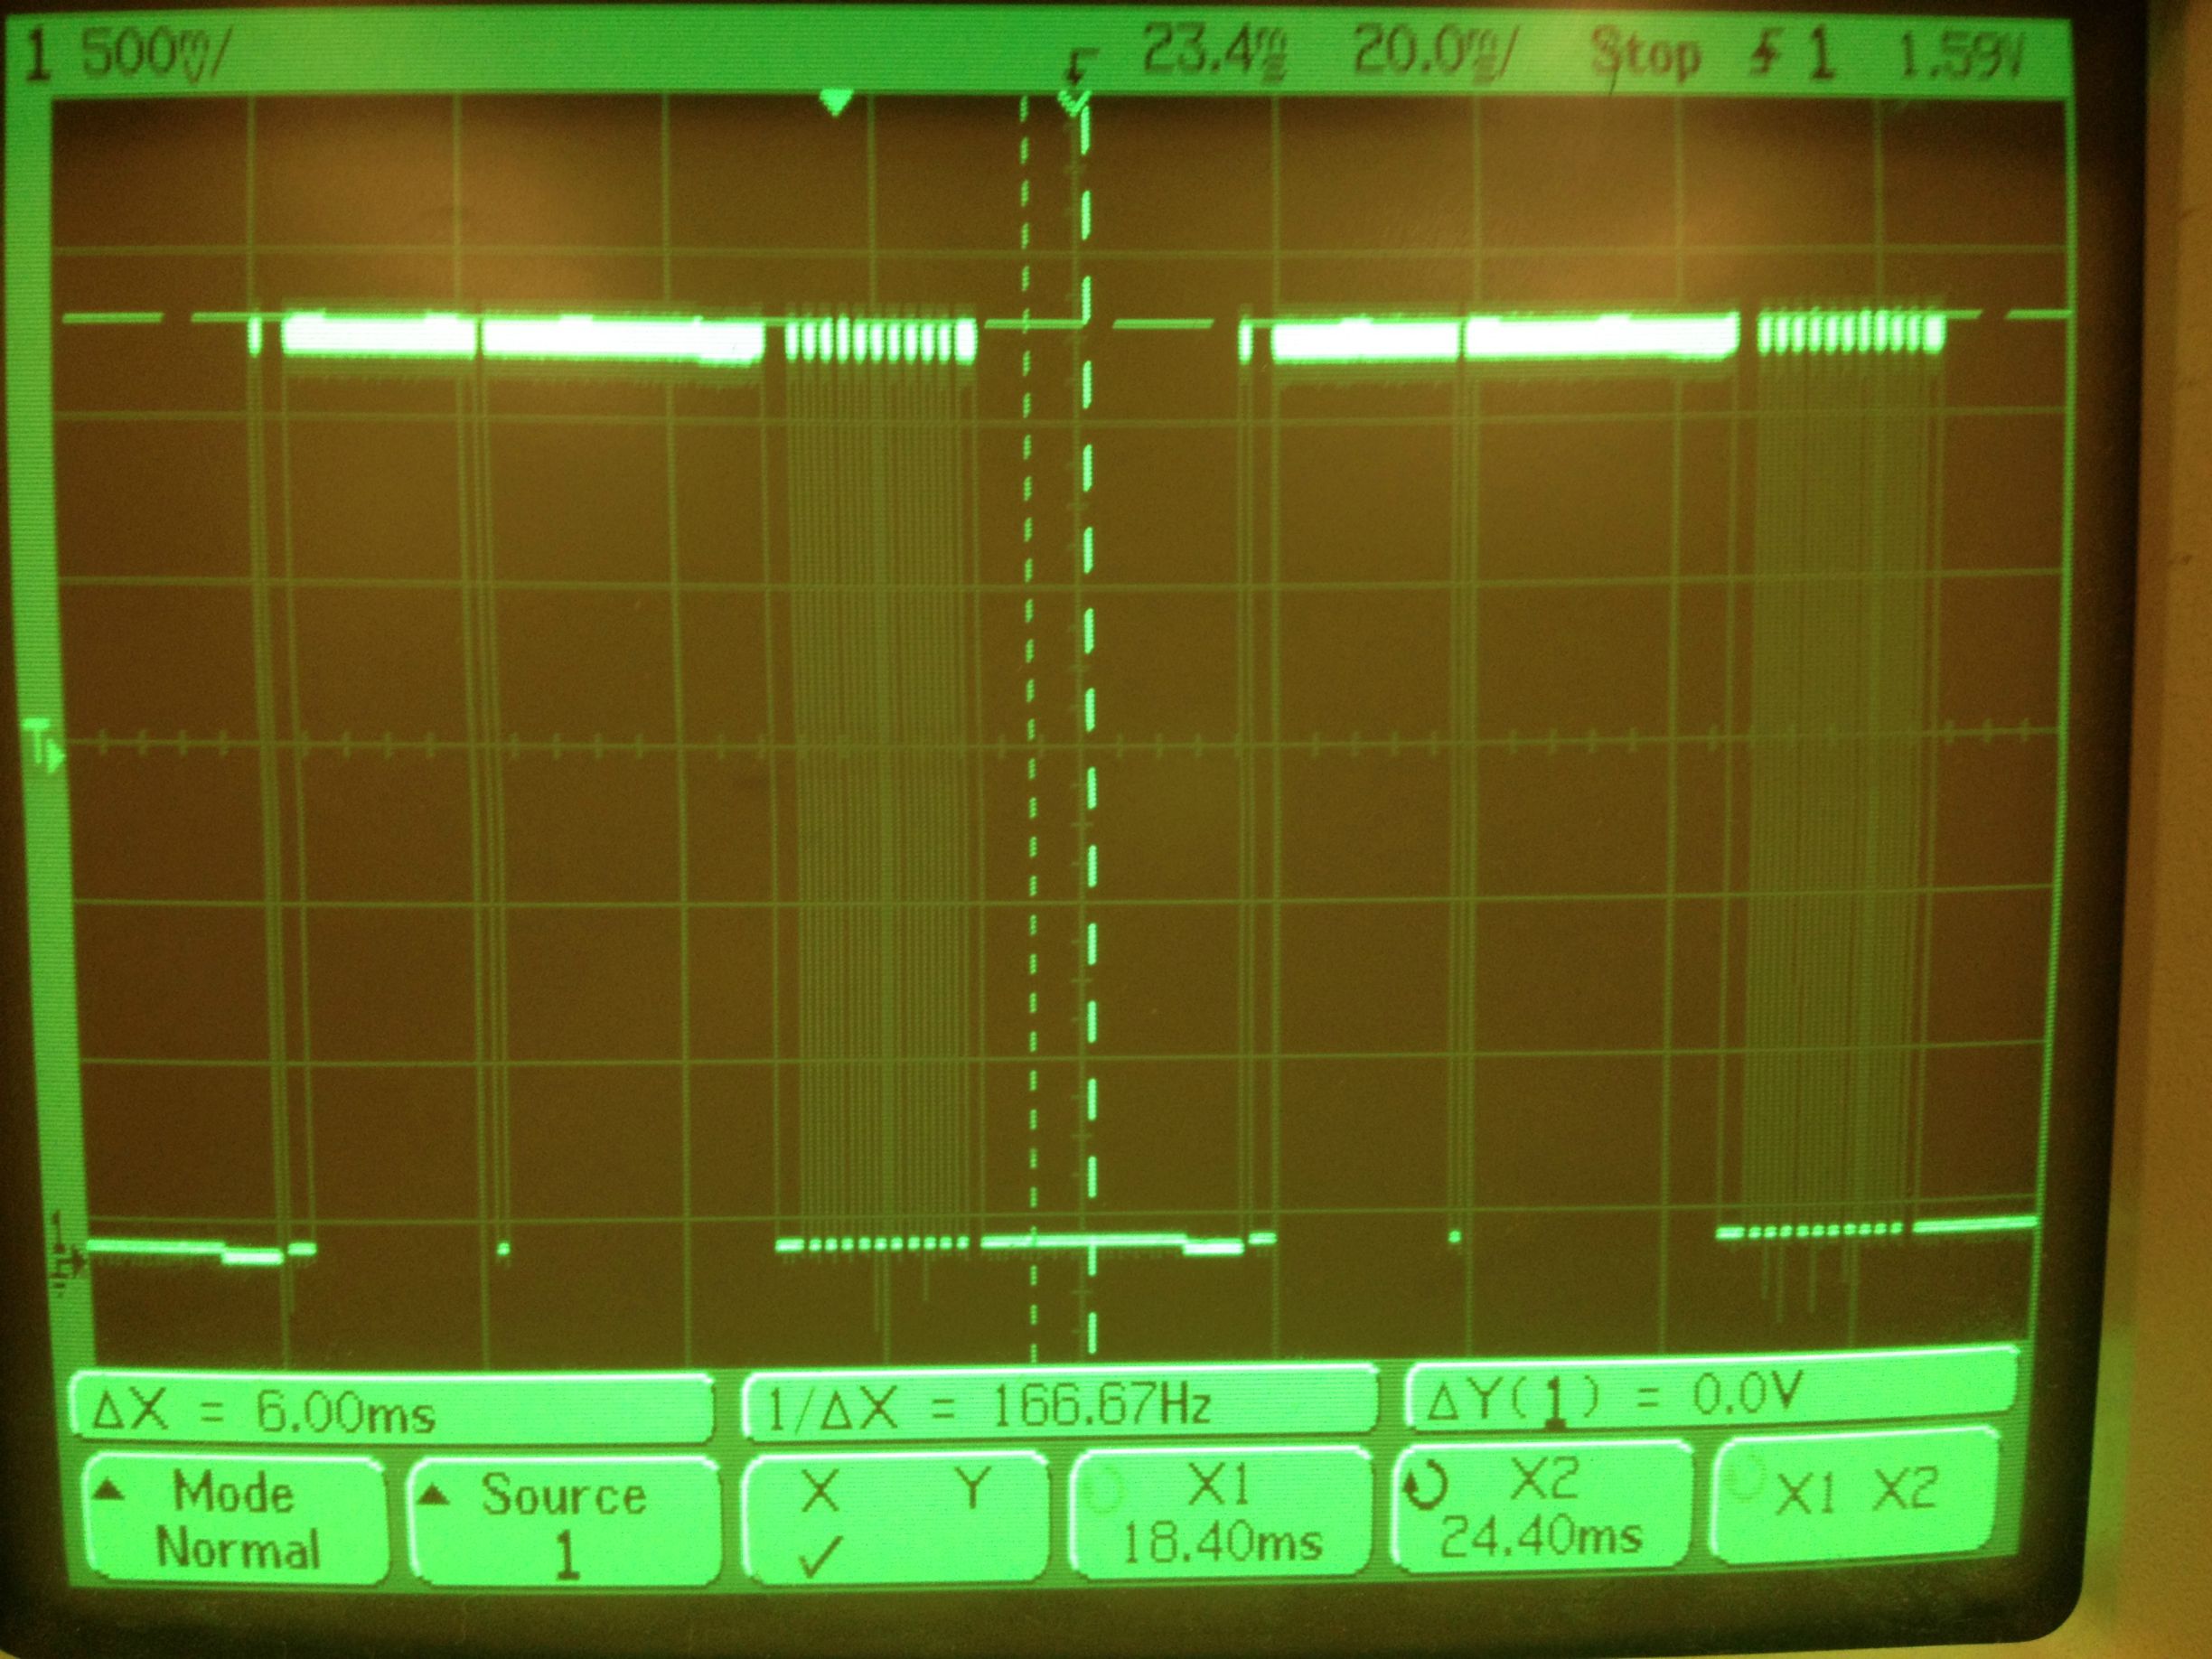 1 500mV/ 23.4ms 20.0ms/ Stop 1 1.59V
T
1
ΔX = 6.00ms 1/ΔX = 166.67Hz ΔY(1) = 0.0V
Mode Source X Y X1 X2 X1 X2
Normal 1 ✓ 18.40ms 24.40ms